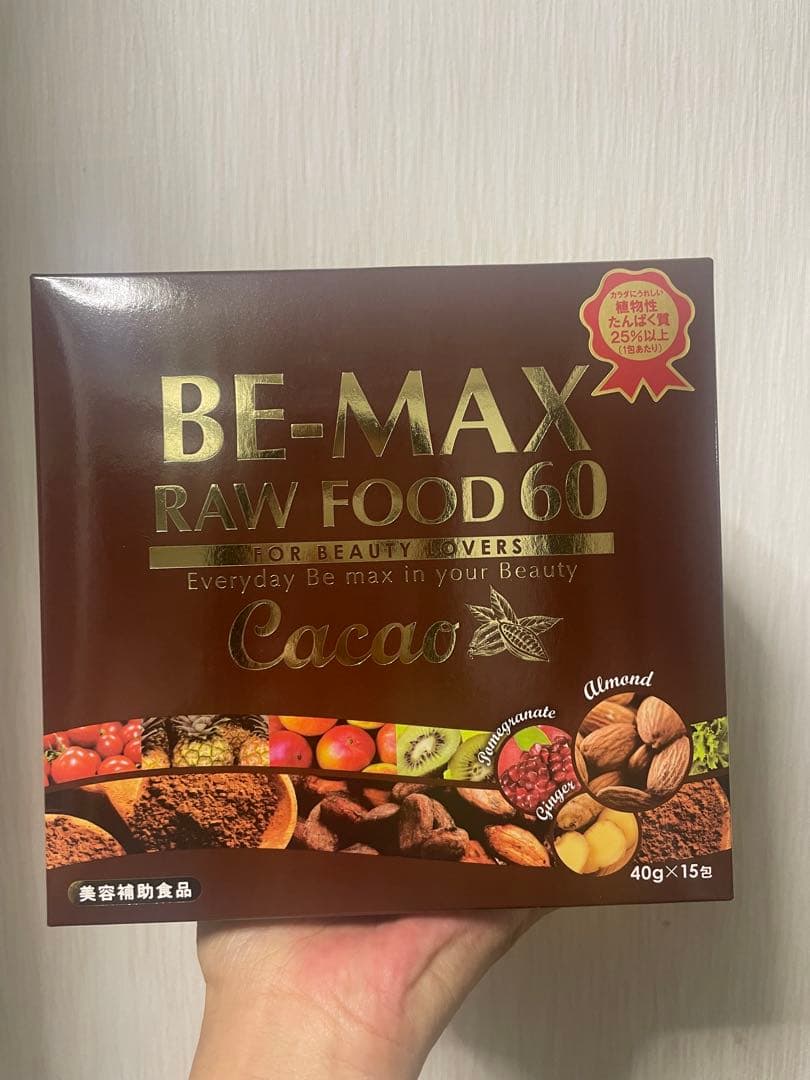 カラダにうれしい
植物性
たんぱく質
25%以上
(1包あたり)
BE-MAX
RAW FOOD 60
FOR BEAUTY LOVERS
Everyday Be max in your Beauty
Cacao
Almond
Pomegranate
Ginger
40g×15包
美容補助食品